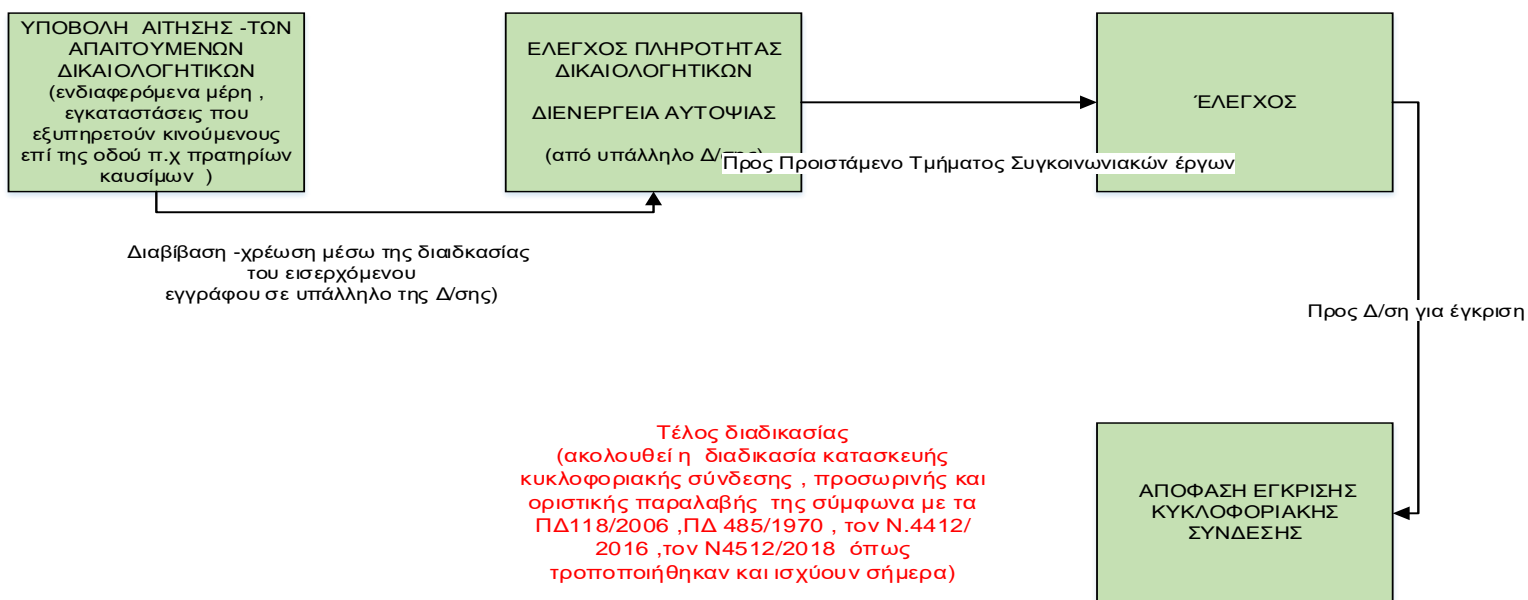 ΥΠΟΒΟΛΗ ΑΙΤΗΣΗΣ -ΤΩΝ
ΑΠΑΙΤΟΥΜΕΝΩΝ
ΔΙΚΑΙΟΛΟΓΗΤΙΚΩΝ
(ενδιαφερόμενα μέρη ,
εγκαταστάσεις που
εξυπηρετούν κινούμενους
επί της οδού π.χ πρατηρίων
καυσίμων )
Διαβίβαση -χρέωση μέσω της διαιδκασίας
του εισερχόμενου
εγγράφου σε υπάλληλο της Δ/σης)
ΕΛΕΓΧΟΣ ΠΛΗΡΟΤΗΤΑΣ
ΔΙΚΑΙΟΛΟΓΗΤΙΚΩΝ
ΔΙΕΝΕΡΓΕΙΑ ΑΥΤΟΨΙΑΣ
(από υπάλληλο Δ/σης)
Προς Προιστάμενο Τμήματος Συγκοινωνιακών έργων
ΈΛΕΓΧΟΣ
Προς Δ/ση για έγκριση
ΑΠΟΦΑΣΗ ΕΓΚΡΙΣΗΣ
ΚΥΚΛΟΦΟΡΙΑΚΗΣ
ΣΥΝΔΕΣΗΣ
Τέλος διαδικασίας
(ακολουθεί η διαδικασία κατασκευής
κυκλοφοριακής σύνδεσης , προσωρινής και
οριστικής παραλαβής της σύμφωνα με τα
ΠΔ118/2006 ,ΠΔ 485/1970 , τον Ν.4412/
2016 ,τον Ν4512/2018 όπως
τροποποιήθηκαν και ισχύουν σήμερα)